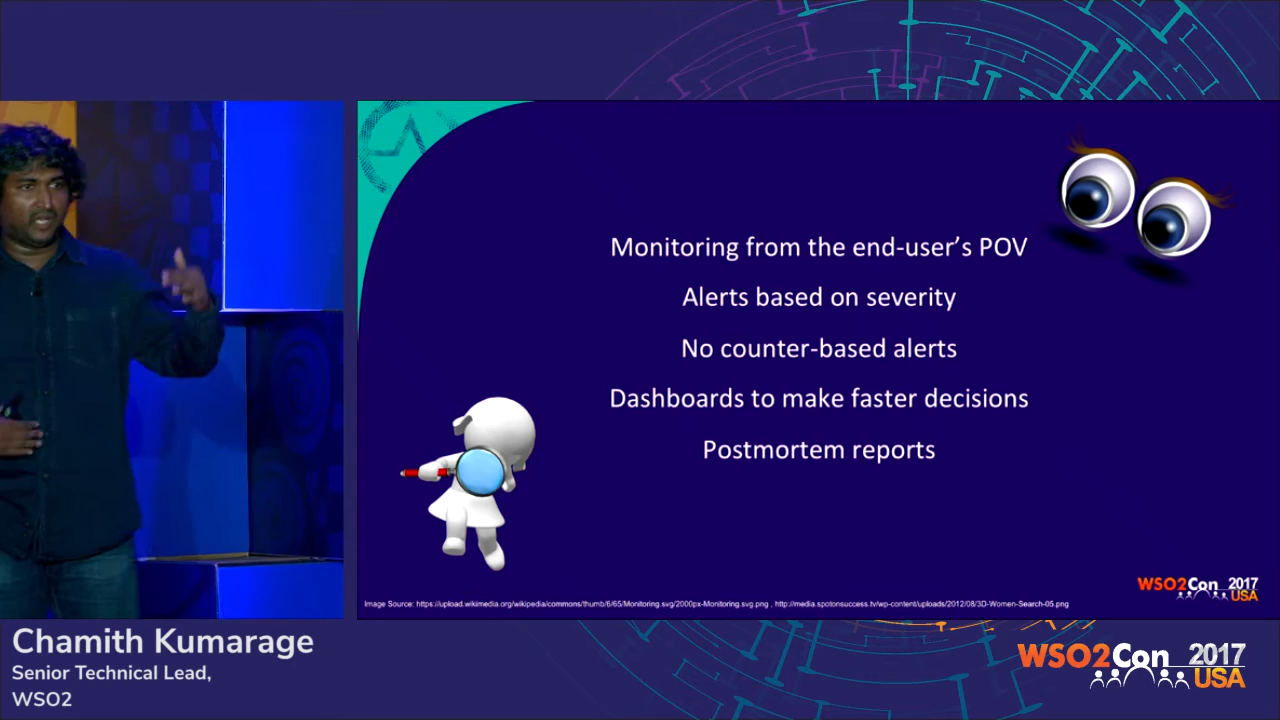 Monitoring from the end-user's POV
Alerts based on severity
No counter-based alerts
Dashboards to make faster decisions
Postmortem reports
WSO2Con 2017
USA
Image Source: https://upload.wikimedia.org/wikipedia/commons/thumb/6/65/Monitoring.svg/2000px-Monitoring.svg.png , http://media.spotonsuccess.tv/wp-content/uploads/2012/08/3D-Women-Search-05.png
Chamith Kumarage
Senior Technical Lead,
WSO2
WSO2Con 2017
USA